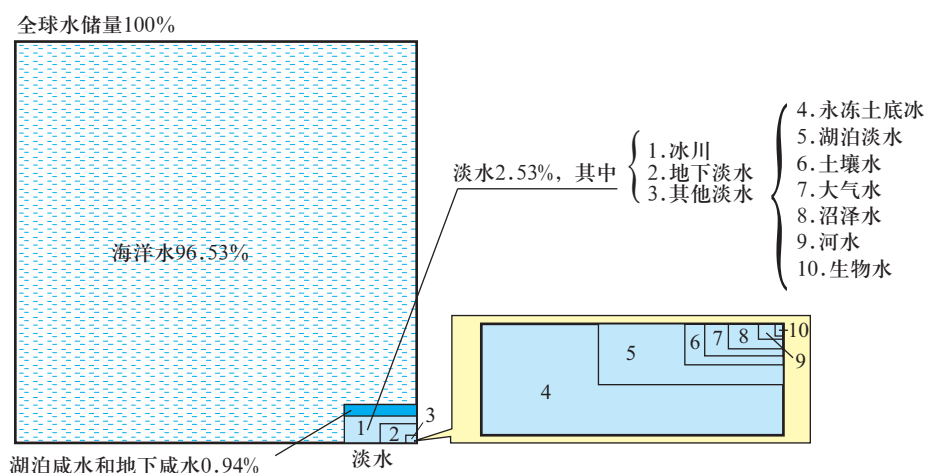 全球水储量100%
海洋水96.53%
淡水2.53%，其中
1.冰川
2.地下淡水
3.其他淡水
4.永冻土底冰
5.湖泊淡水
6.土壤水
7.大气水
8.沼泽水
9.河水
10.生物水
1
2
3
淡水
湖泊咸水和地下咸水0.94%
4
5
6
7
8
9
10